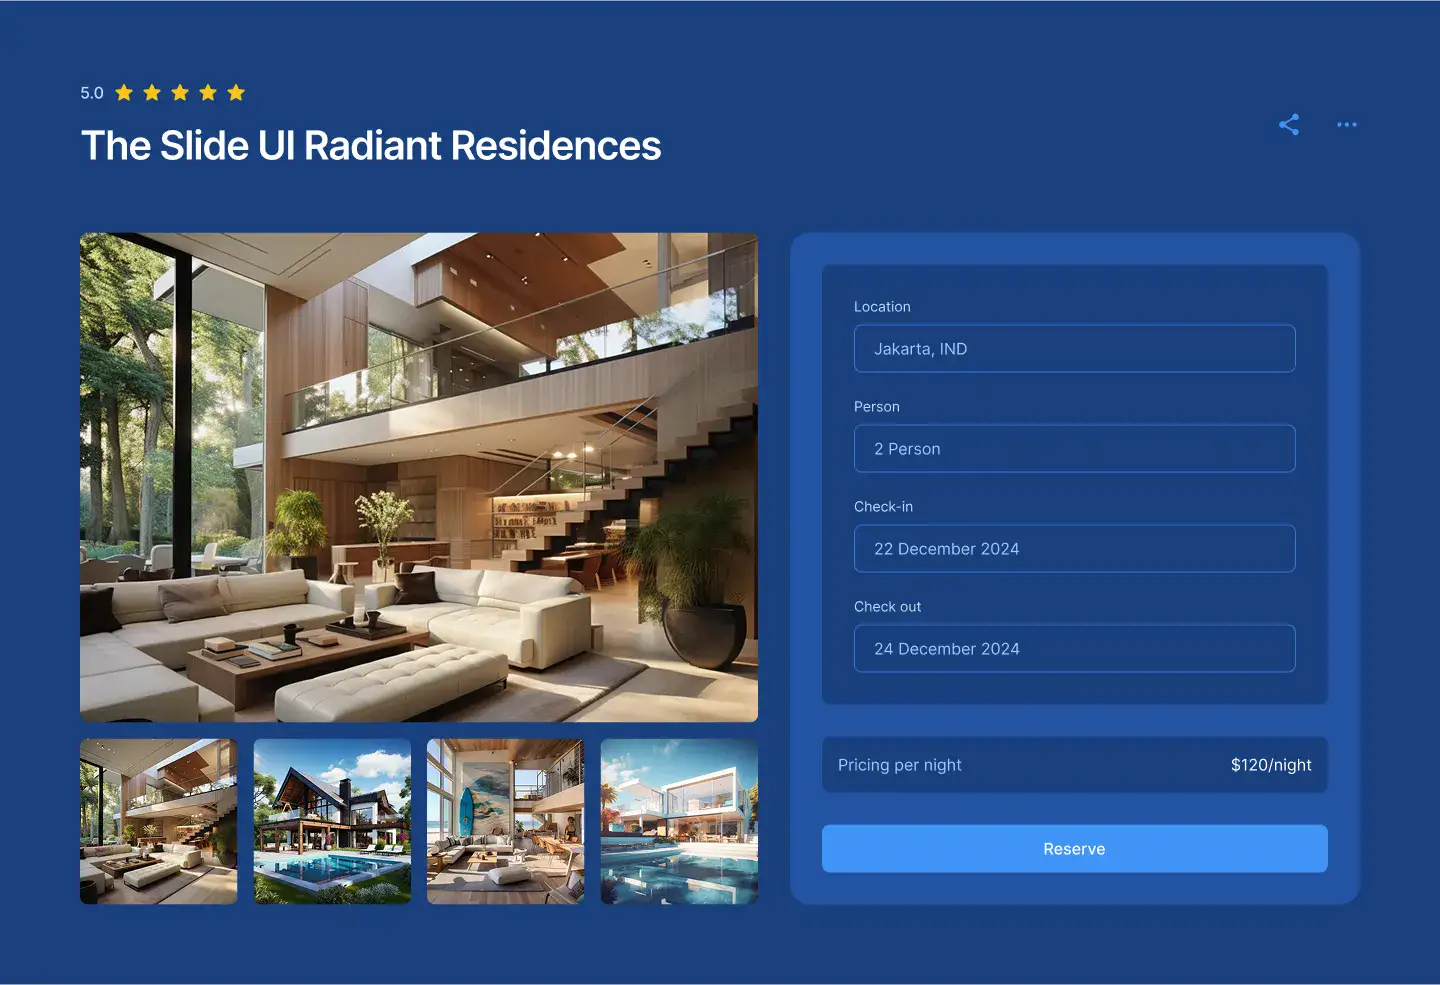 5.0
The Slide UI Radiant Residences
Location
Jakarta, IND
Person
2 Person
Check-in
22 December 2024
Check out
24 December 2024
Pricing per night
$120/night
Reserve